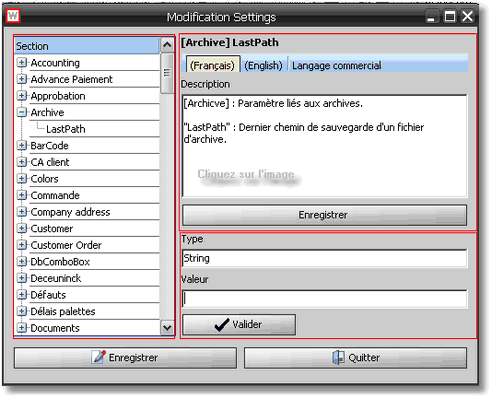 Modification Settings
Section
Accounting
Advance Paiement
Approbation
Archive
LastPath
BarCode
CA client
Colors
Commande
Company address
Customer
Customer Order
DbComboBox
Deceuninck
Défauts
Délais palettes
Documents
[Archive] LastPath
(Français) (English) Langage commercial
Description
[Archicve] : Paramètre liés aux archives.
"LastPath" : Dernier chemin de sauvegarde d'un fichier
d'archive.
Cliquez sur l'image
Enregistrer
Type
String
Valeur
Valider
Enregistrer
Quitter